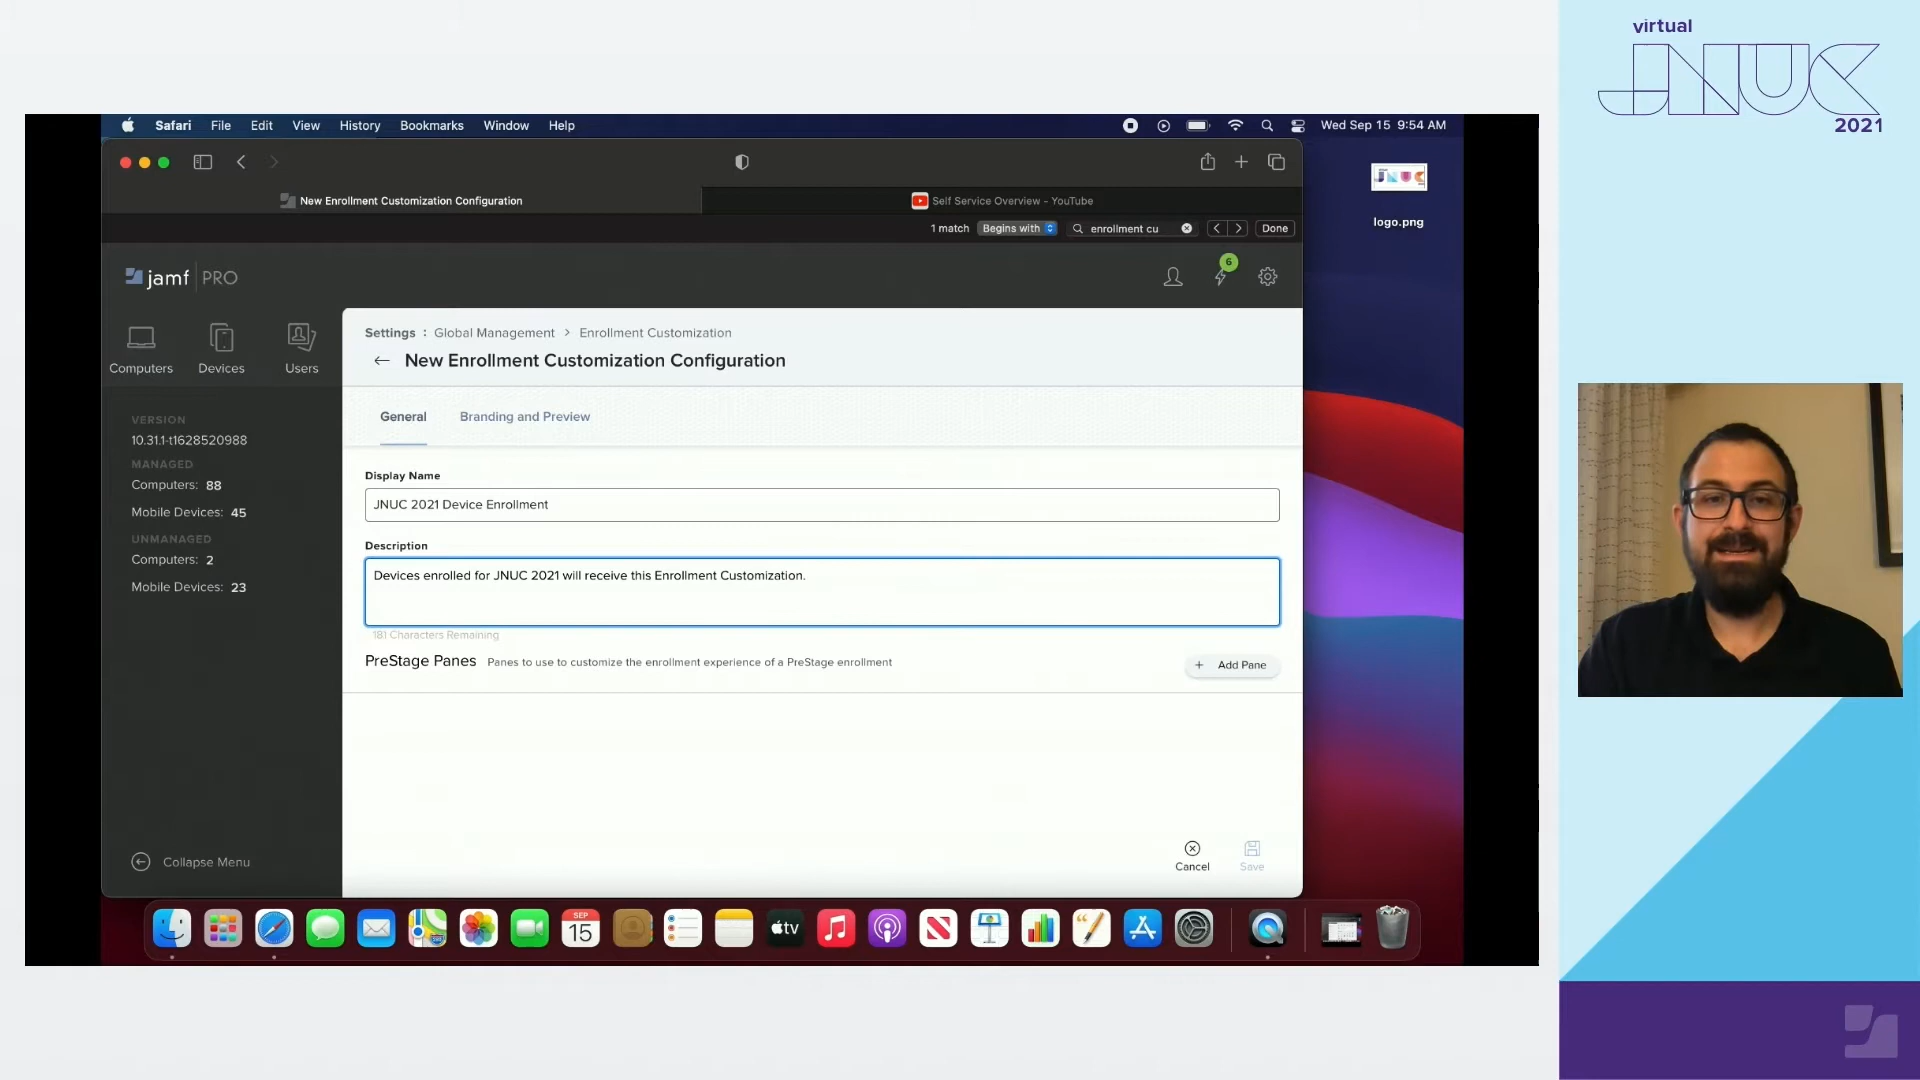 virtual
JNUC
2021
Safari File Edit View History Bookmarks Window Help
Wed Sep 15 9:54 AM
New Enrollment Customization Configuration
Self Service Overview - YouTube
1 match Begins with enrollment cu Done
logo.png
jamf PRO
6
Computers Devices Users
Settings : Global Management > Enrollment Customization
← New Enrollment Customization Configuration
General Branding and Preview
VERSION
10.31.1-t1628520988
MANAGED
Computers: 88
Mobile Devices: 45
UNMANAGED
Computers: 2
Mobile Devices: 23
Display Name
JNUC 2021 Device Enrollment
Description
Devices enrolled for JNUC 2021 will receive this Enrollment Customization.
181 Characters Remaining
PreStage Panes Panes to use to customize the enrollment experience of a PreStage enrollment
+ Add Pane
Collapse Menu
Cancel Save
SEP
15
tv